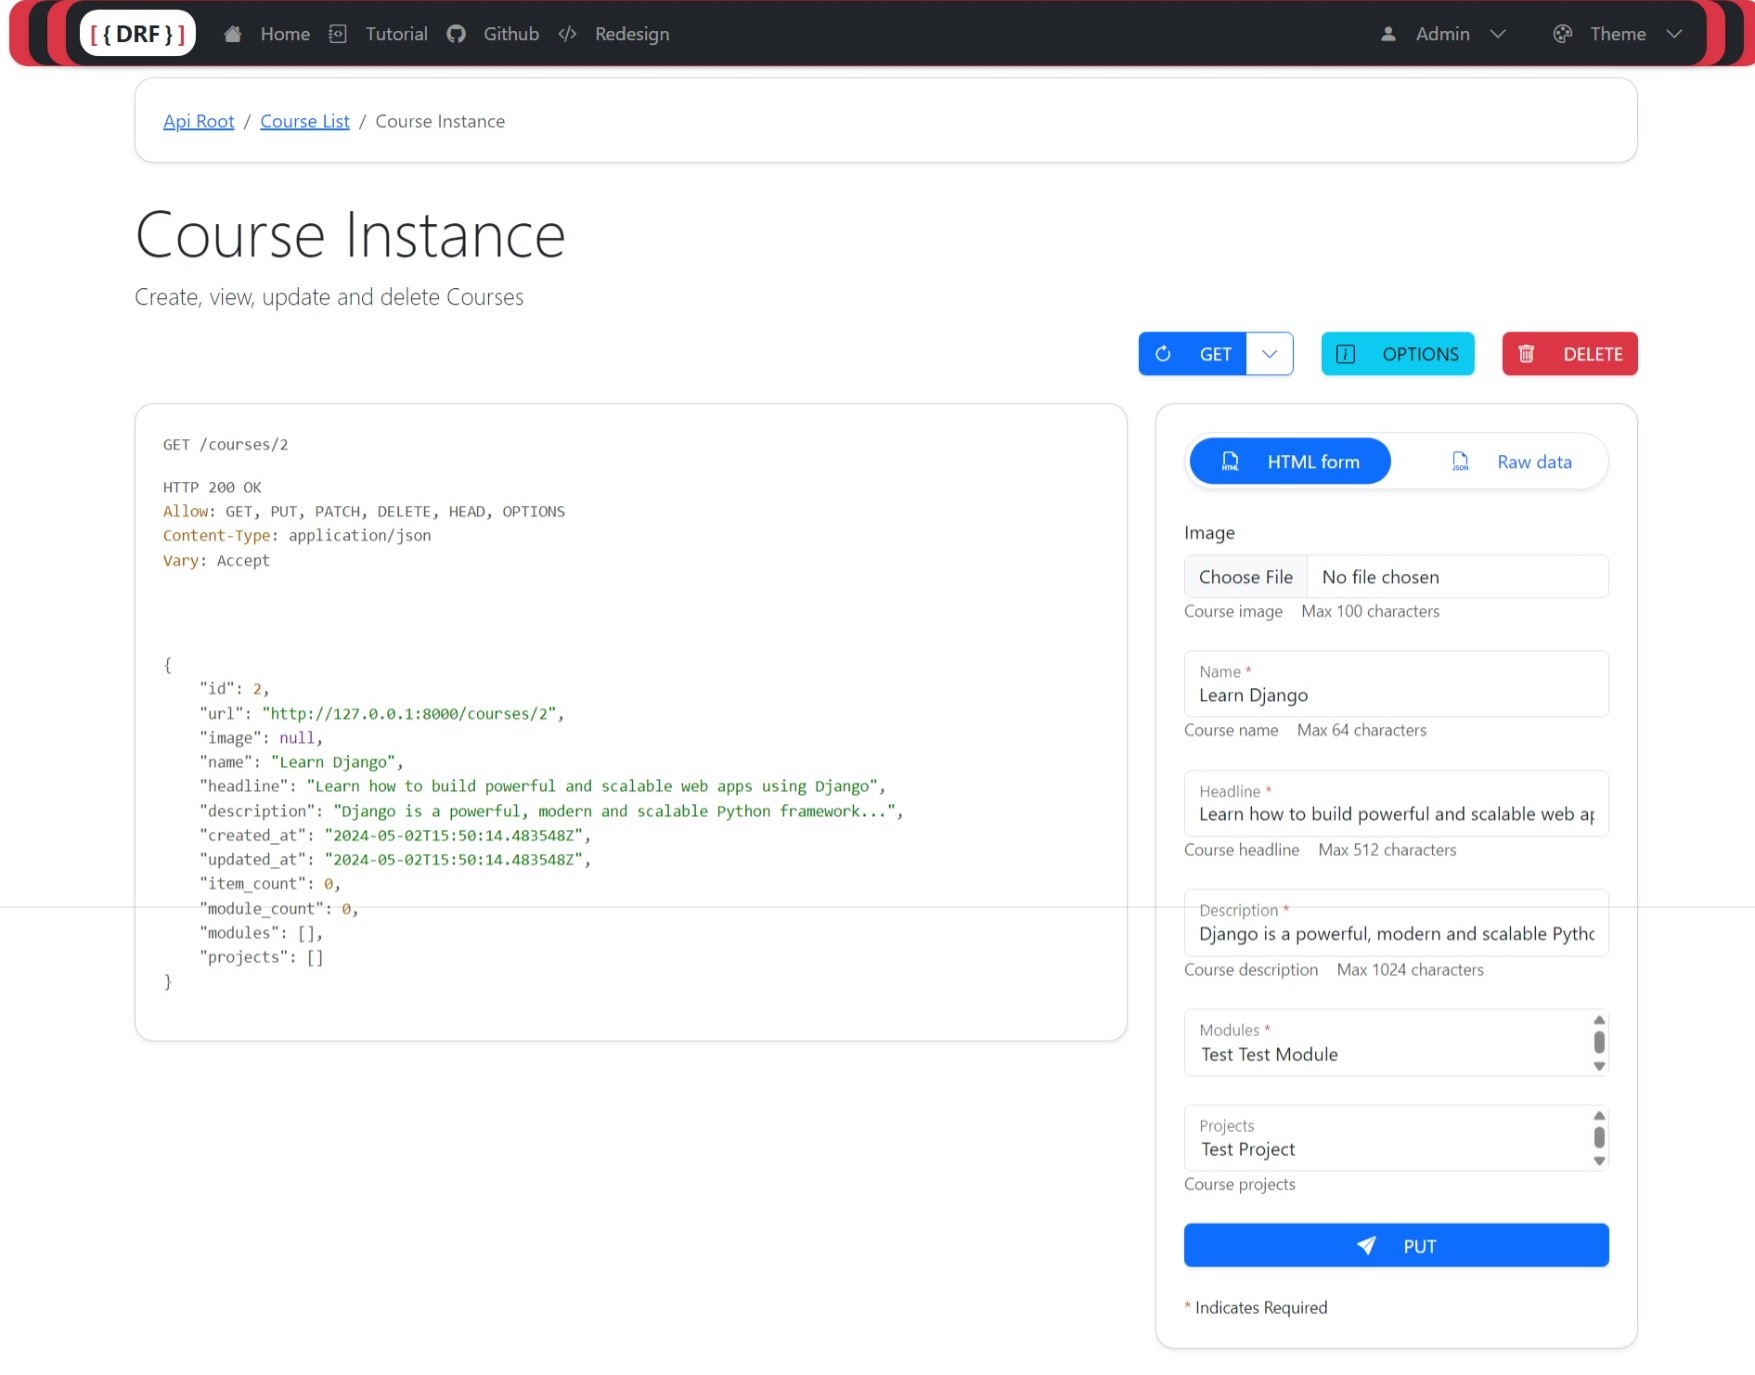 [ { DRF } ] Home Tutorial Github </> Redesign Admin Theme
Api Root / Course List / Course Instance
Course Instance
Create, view, update and delete Courses
GET OPTIONS DELETE
GET /courses/2
HTTP 200 OK
Allow: GET, PUT, PATCH, DELETE, HEAD, OPTIONS
Content-Type: application/json
Vary: Accept
{
"id": 2,
"url": "http://127.0.0.1:8000/courses/2",
"image": null,
"name": "Learn Django",
"headline": "Learn how to build powerful and scalable web apps using Django",
"description": "Django is a powerful, modern and scalable Python framework...",
"created_at": "2024-05-02T15:50:14.483548Z",
"updated_at": "2024-05-02T15:50:14.483548Z",
"item_count": 0,
"module_count": 0,
"modules": [],
"projects": []
}
HTML HTML form JSON Raw data
Image
Choose File No file chosen
Course image Max 100 characters
Name *
Learn Django
Course name Max 64 characters
Headline *
Learn how to build powerful and scalable web ap
Course headline Max 512 characters
Description *
Django is a powerful, modern and scalable Pytho
Course description Max 1024 characters
Modules *
Test Test Module
Projects
Test Project
Course projects
PUT
* Indicates Required